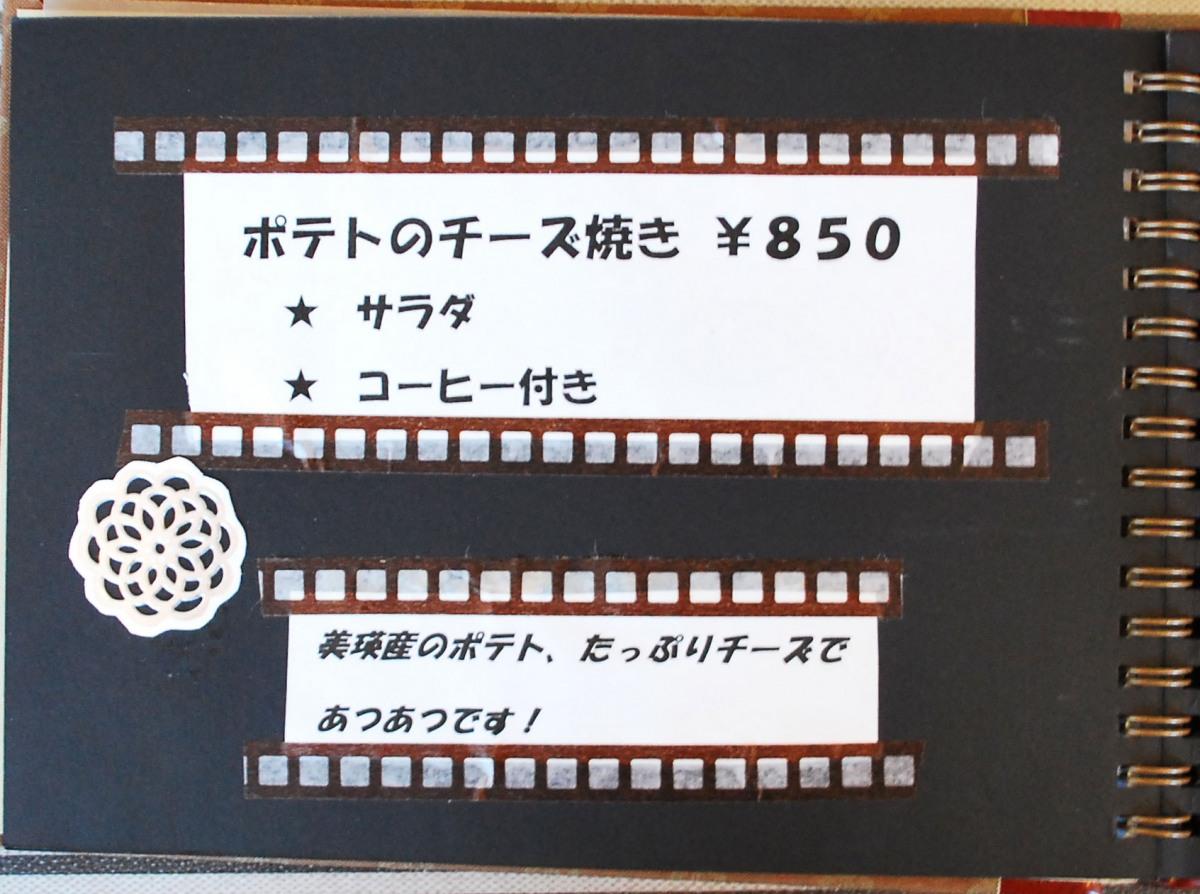 ポテトのチーズ焼き ￥８５０
★ サラダ
★ コーヒー付き
美瑛産のポテト、たっぷりチーズで
あつあつです！